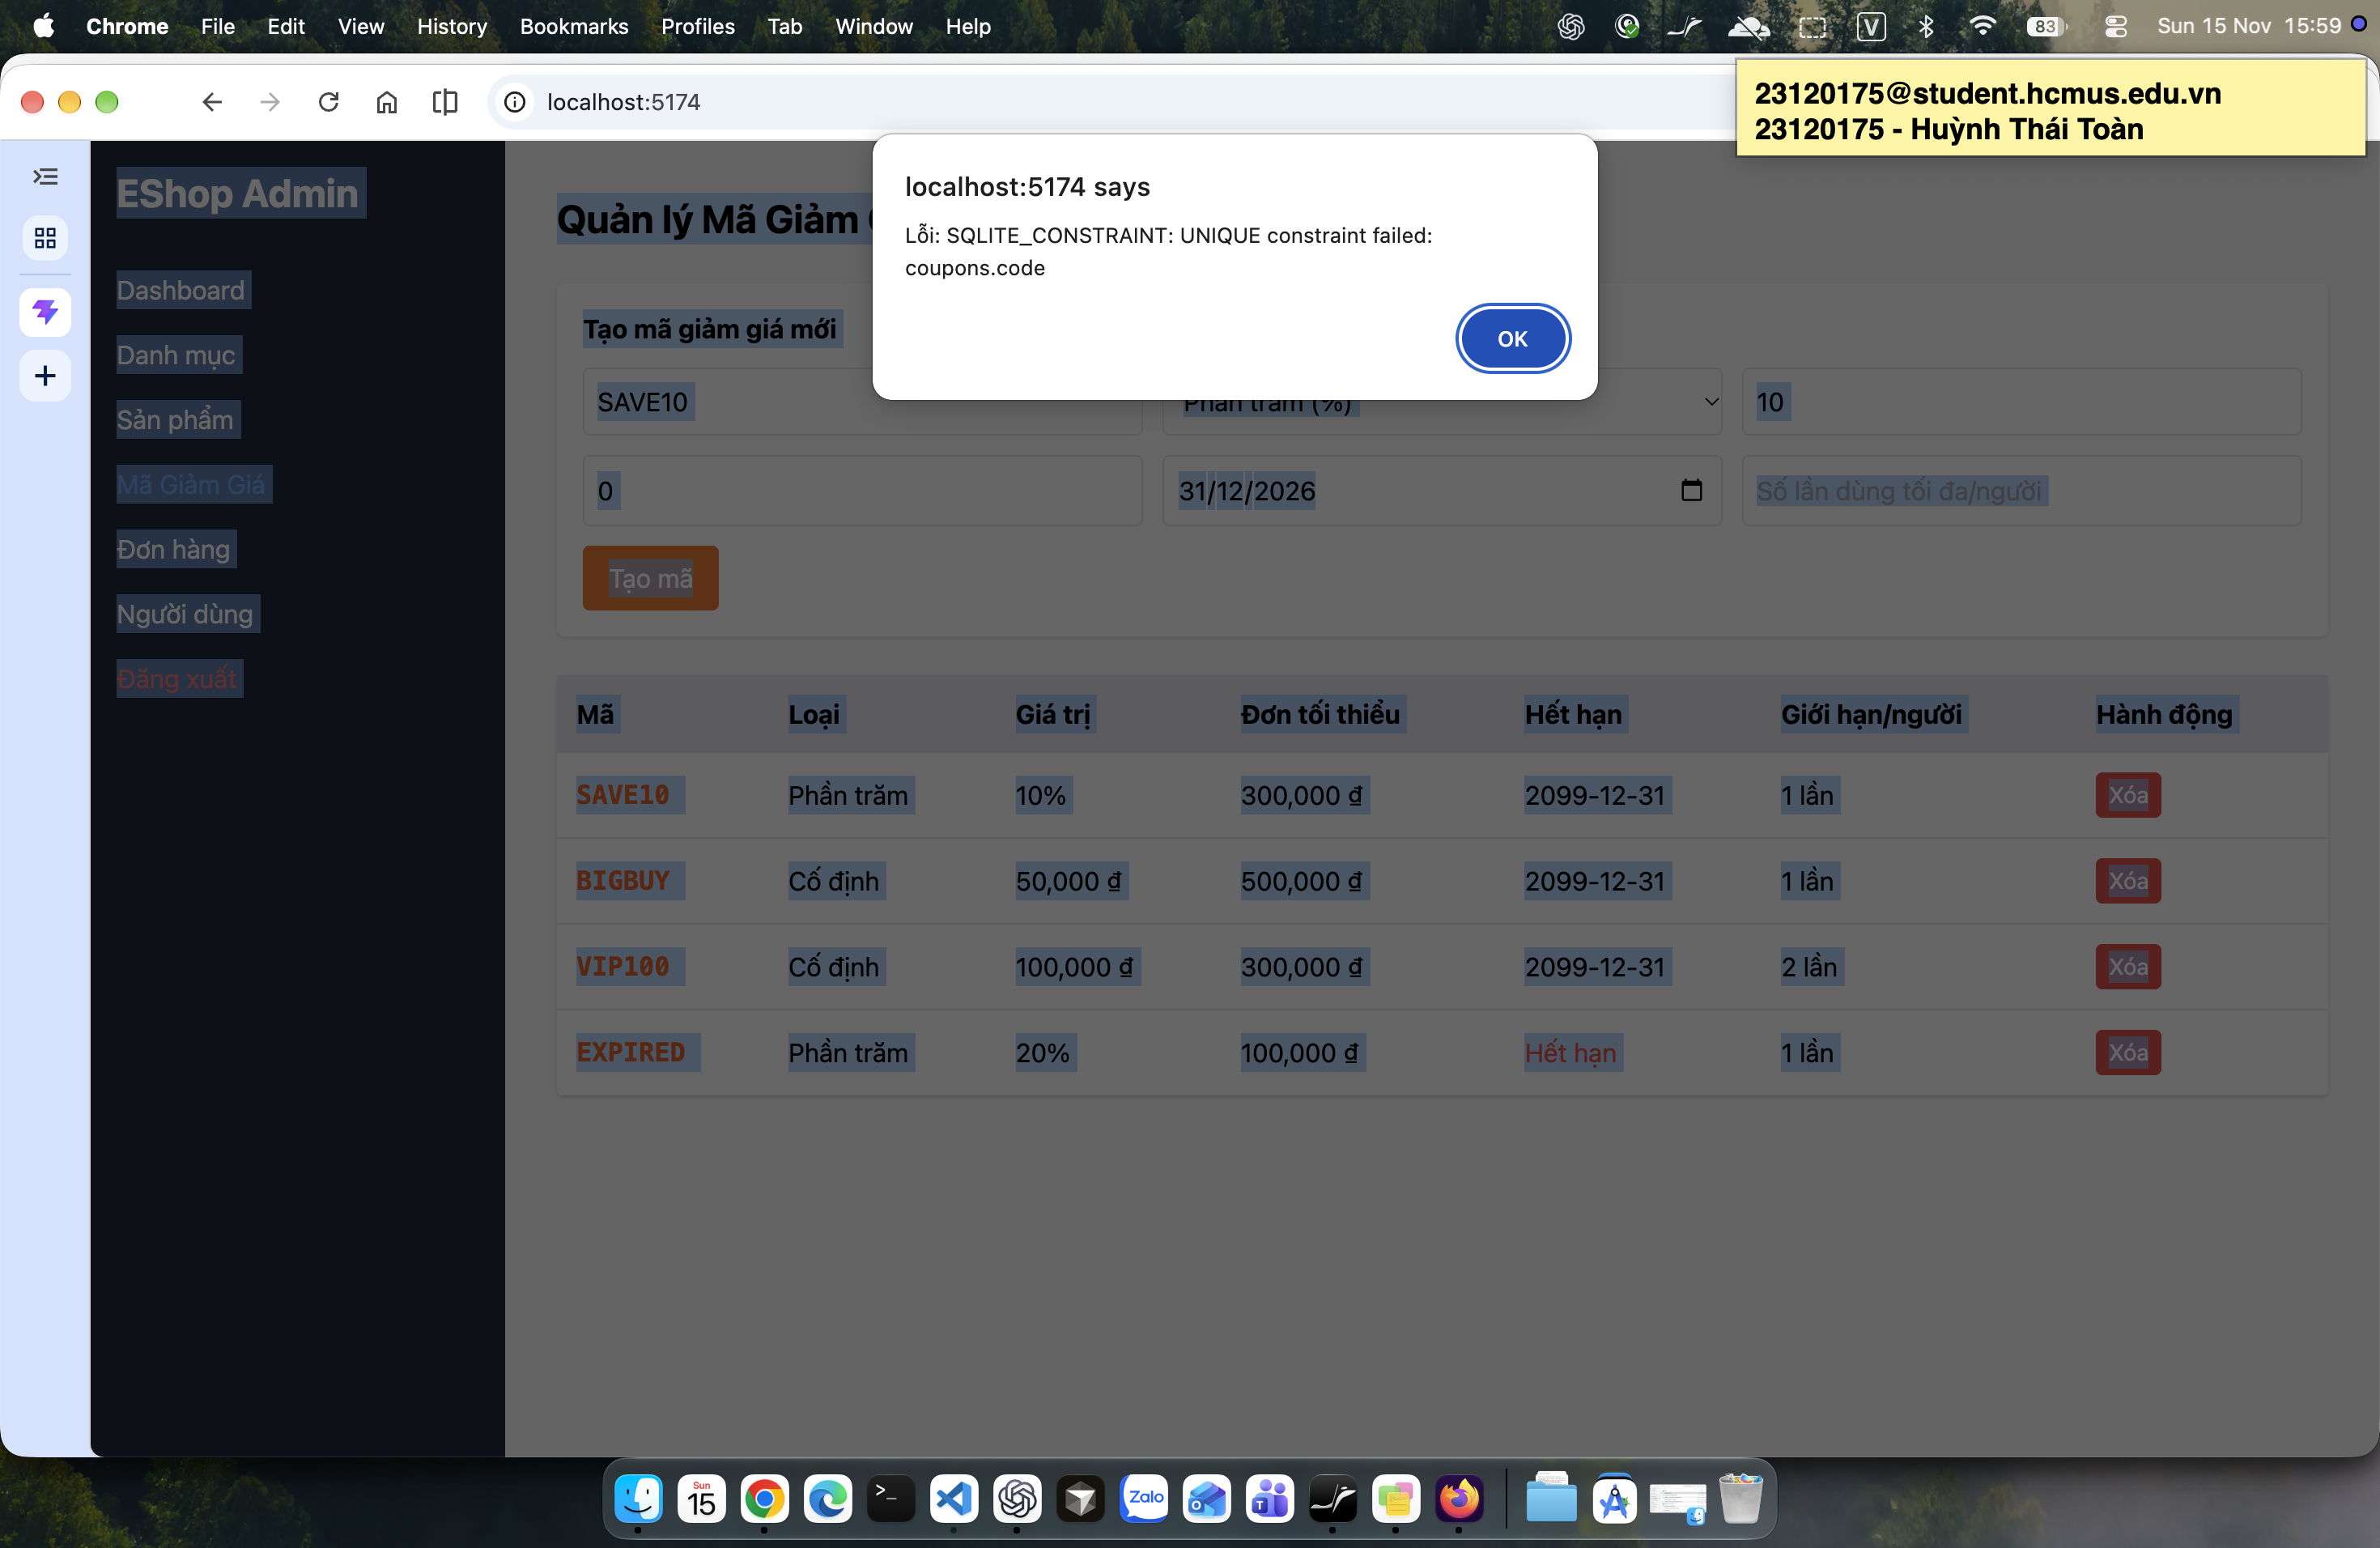 Chrome File Edit View History Bookmarks Profiles Tab Window Help V 83 Sun 15 Nov 15:59
localhost:5174
23120175@student.hcmus.edu.vn
23120175 - Huỳnh Thái Toàn
localhost:5174 says
Lỗi: SQLITE_CONSTRAINT: UNIQUE constraint failed:
coupons.code
OK
EShop Admin
Dashboard
Danh mục
Sản phẩm
Mã Giảm Giá
Đơn hàng
Người dùng
Đăng xuất
Quản lý Mã Giảm
Tạo mã giảm giá mới
SAVE10 Phần trăm (%) 10
0 31/12/2026 Số lần dùng tối đa/người
Tạo mã
Mã Loại Giá trị Đơn tối thiểu Hết hạn Giới hạn/người Hành động
SAVE10 Phần trăm 10% 300,000 ₫ 2099-12-31 1 lần Xóa
BIGBUY Cố định 50,000 ₫ 500,000 ₫ 2099-12-31 1 lần Xóa
VIP100 Cố định 100,000 ₫ 300,000 ₫ 2099-12-31 2 lần Xóa
EXPIRED Phần trăm 20% 100,000 ₫ Hết hạn 1 lần Xóa
Sun
15
Zalo